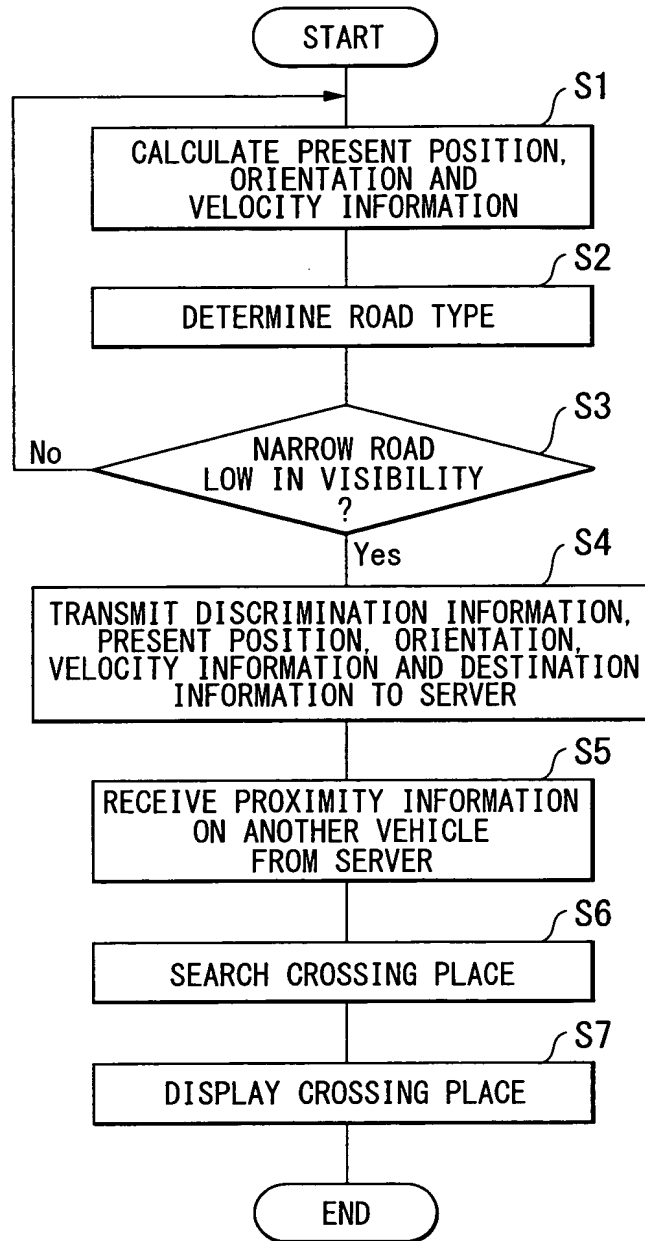 START
S1
CALCULATE PRESENT POSITION,
ORIENTATION AND
VELOCITY INFORMATION
S2
DETERMINE ROAD TYPE
S3
No
NARROW ROAD
LOW IN VISIBILITY
?
Yes
S4
TRANSMIT DISCRIMINATION INFORMATION,
PRESENT POSITION, ORIENTATION,
VELOCITY INFORMATION AND DESTINATION
INFORMATION TO SERVER
S5
RECEIVE PROXIMITY INFORMATION
ON ANOTHER VEHICLE
FROM SERVER
S6
SEARCH CROSSING PLACE
S7
DISPLAY CROSSING PLACE
END